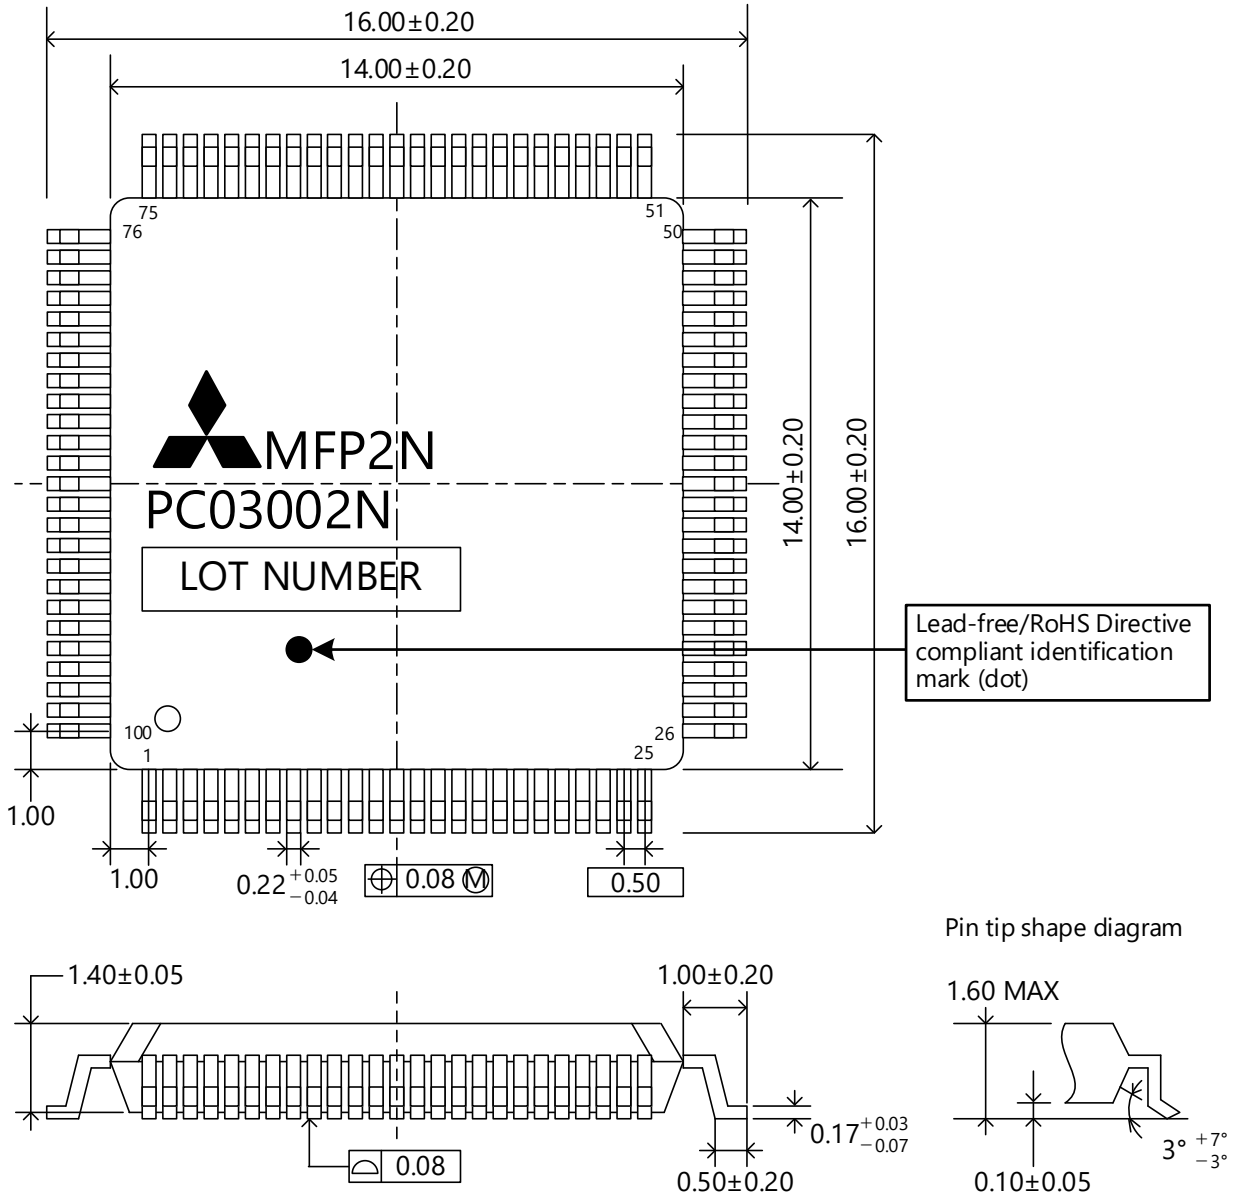 16.00±0.20
14.00±0.20
75
51
76
50
MFP2N
14.00±0.20
16.00±0.20
PC03002N
LOT NUMBER
Lead-free/RoHS Directive
compliant identification
mark (dot)
100
26
1
25
1.00
1.00
0.22 +0.05 −0.04
⌖ 0.08 Ⓜ
0.50
Pin tip shape diagram
1.40±0.05
1.00±0.20
1.60 MAX
0.17 +0.03 −0.07
3° +7° −3°
⌓ 0.08
0.50±0.20
0.10±0.05